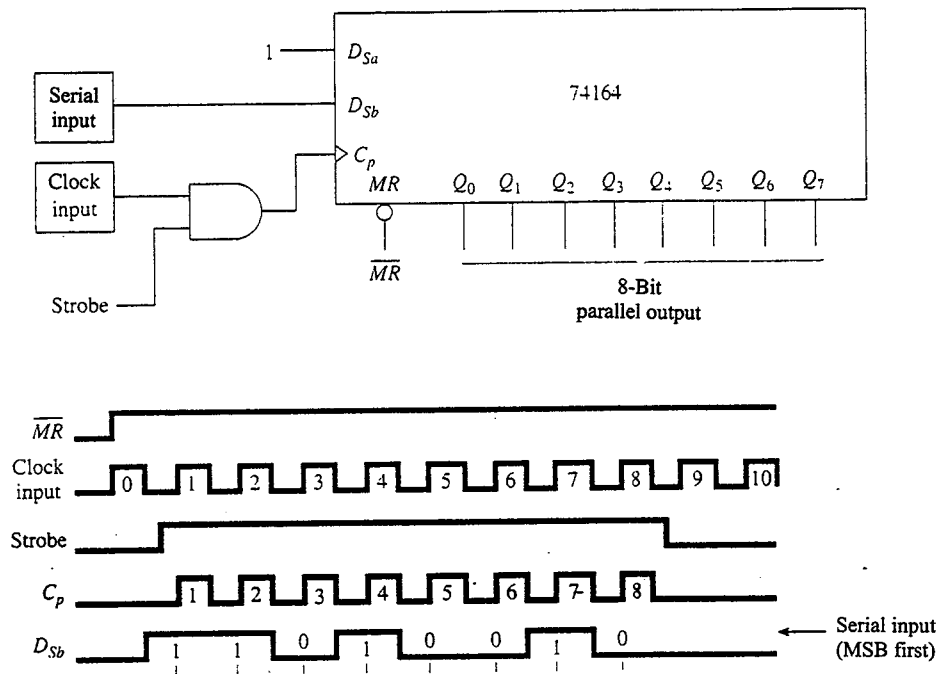 1
D_Sa
Serial
input
D_Sb
74164
C_p
Clock
input
MR
Q_0 Q_1 Q_2 Q_3 Q_4 Q_5 Q_6 Q_7
M̅R̅
Strobe
8-Bit
parallel output
M̅R̅
Clock
input
0 1 2 3 4 5 6 7 8 9 10
Strobe
C_p
1 2 3 4 5 6 7 8
D_Sb
1 1 0 1 0 0 1 0
Serial input
(MSB first)